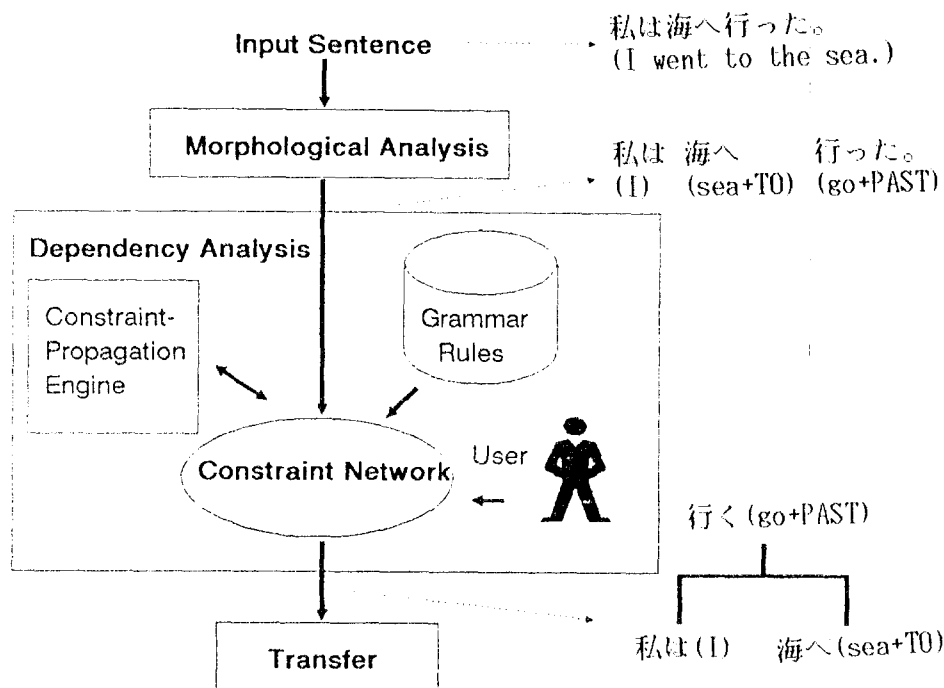 Input Sentence
私は海へ行った。
(I went to the sea.)
Morphological Analysis
私は 海へ 行った。
(I) (sea+TO) (go+PAST)
Dependency Analysis
Constraint-
Propagation
Engine
Grammar
Rules
Constraint Network
User
行く(go+PAST)
私は(I) 海へ(sea+TO)
Transfer